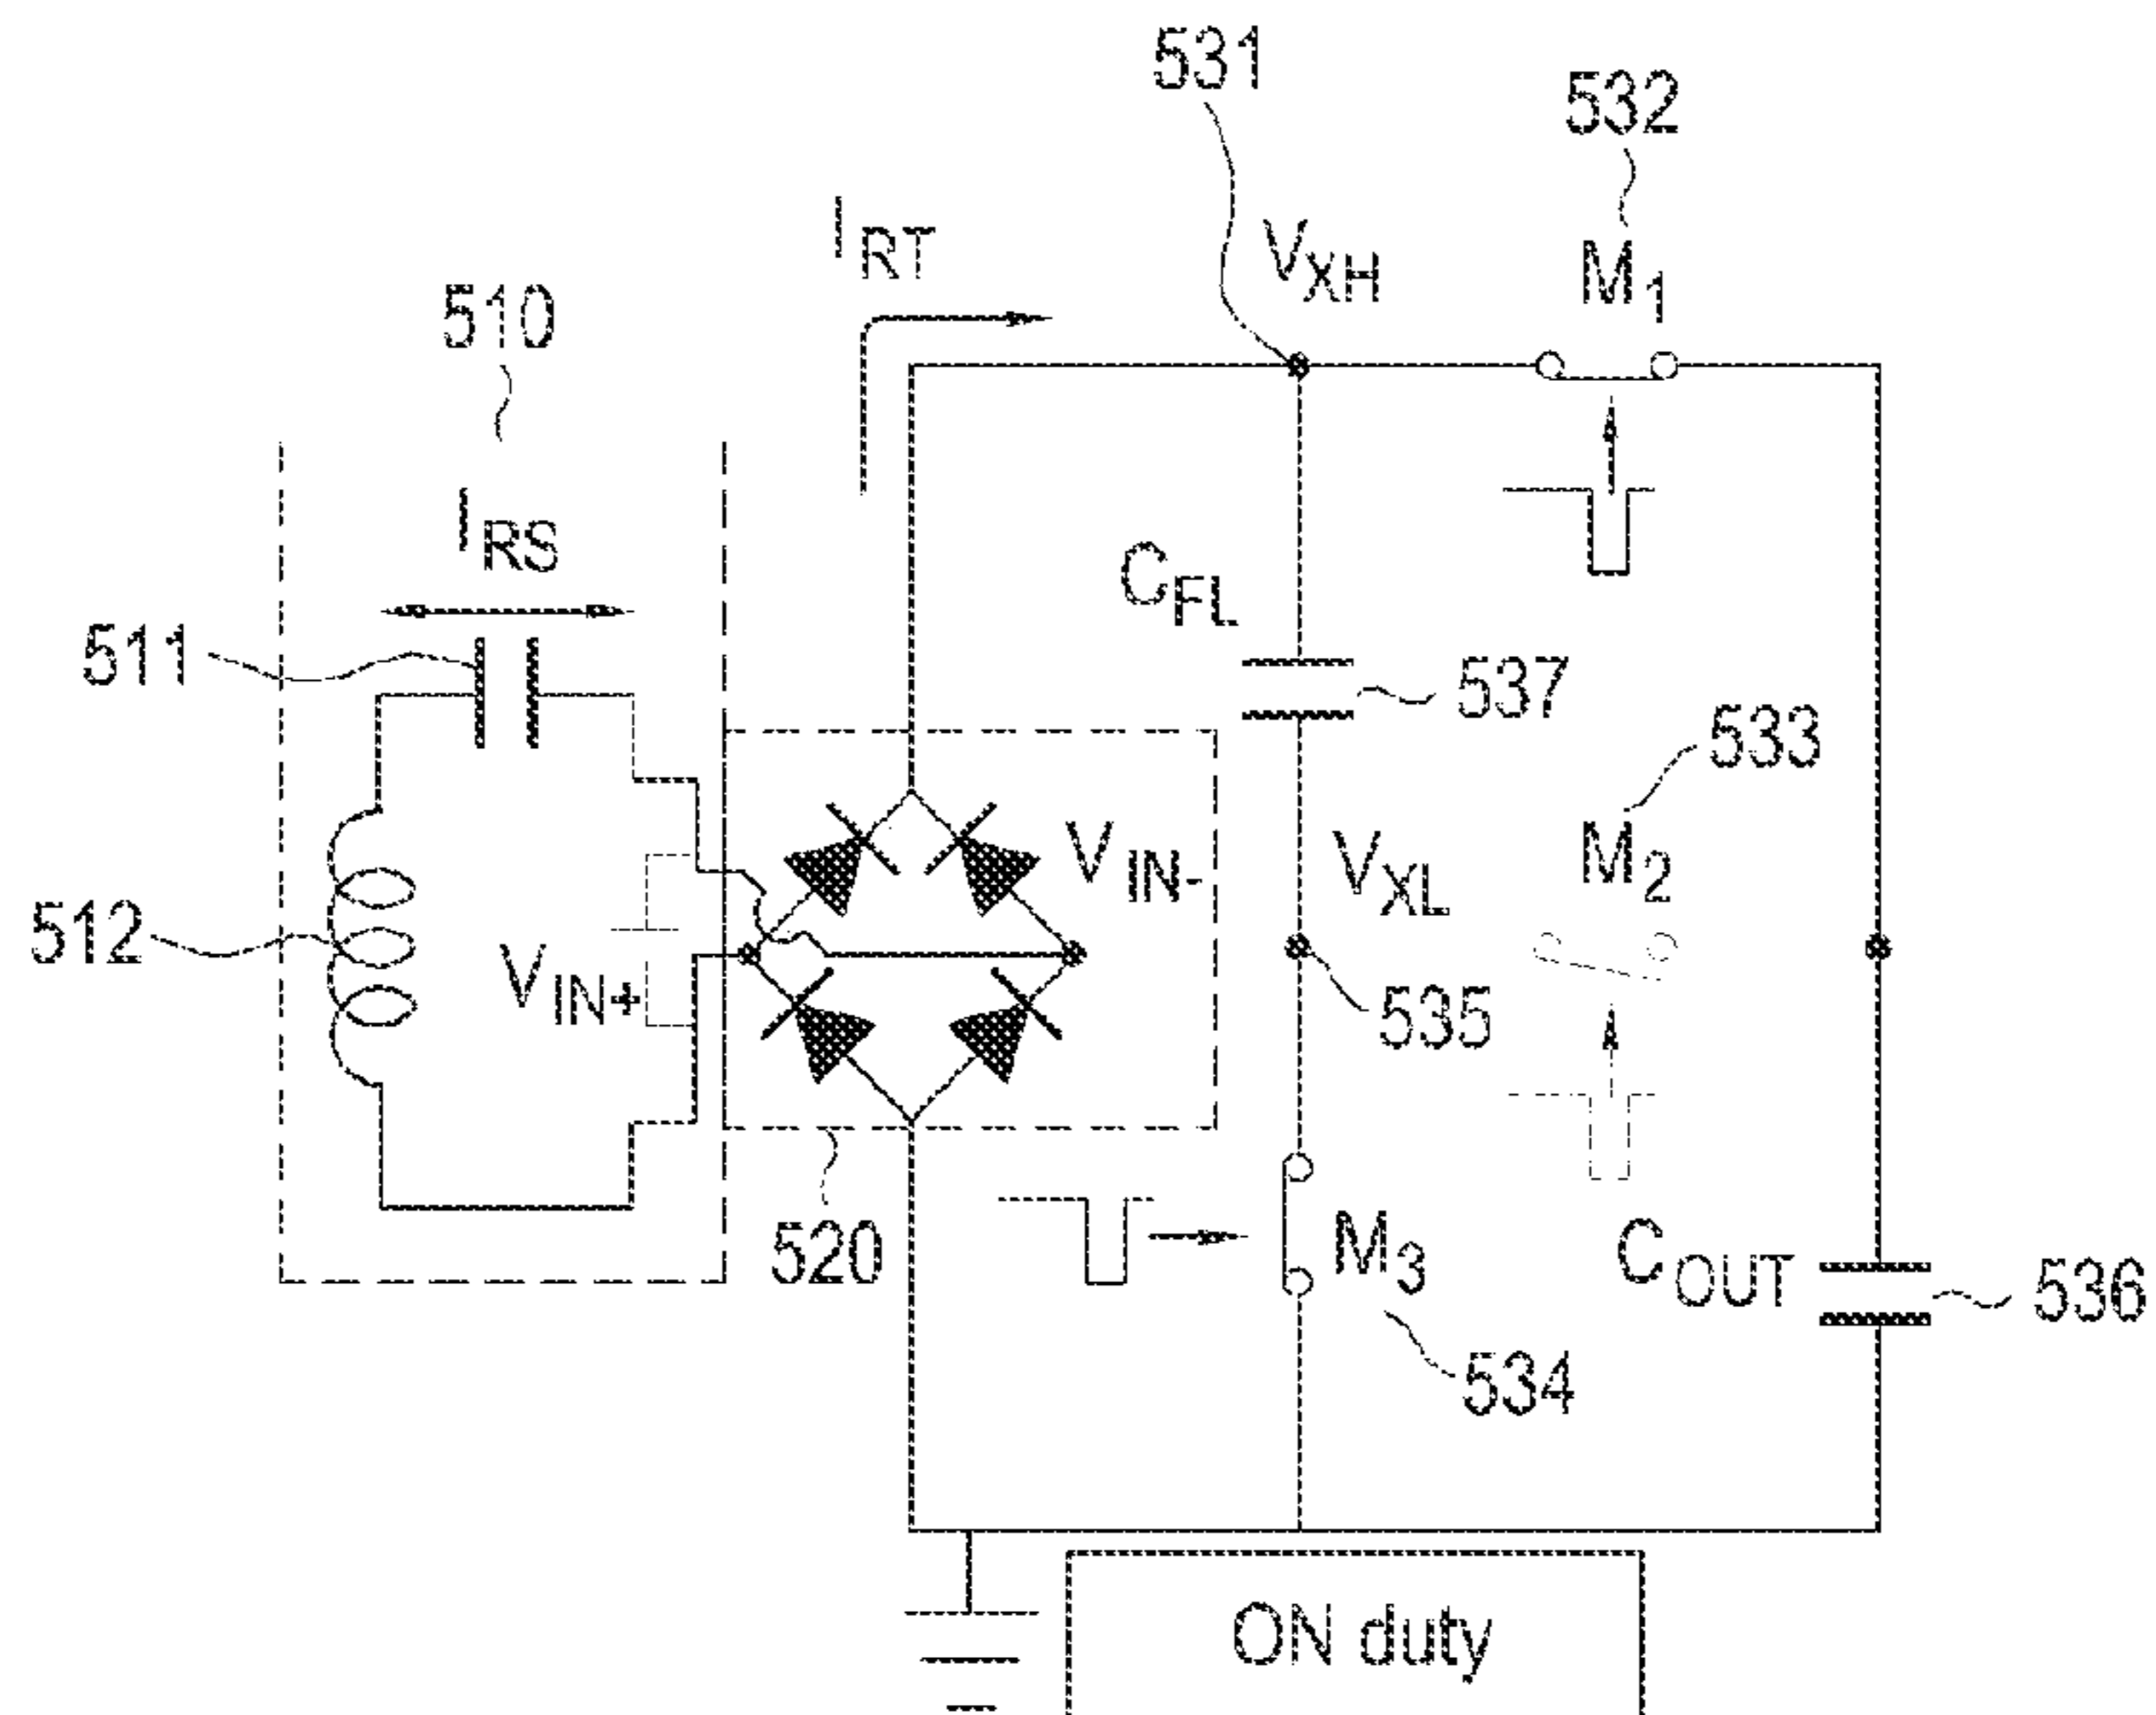 531
532
I_RT
V_XH
M_1
510
I_RS
C_FL
511
537
533
V_IN-
V_XL
M_2
512
V_IN+
535
520
M_3
C_OUT
536
534
ON duty